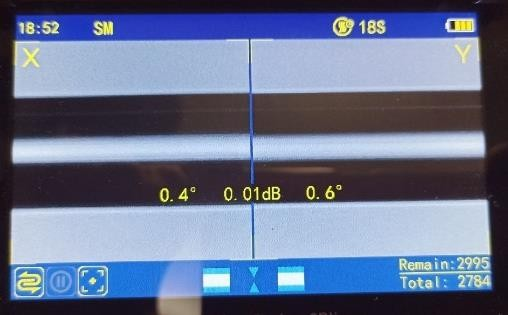 18:52 SM 18S
X Y
0.4° 0.01dB 0.6°
Remain:2995
Total: 2784